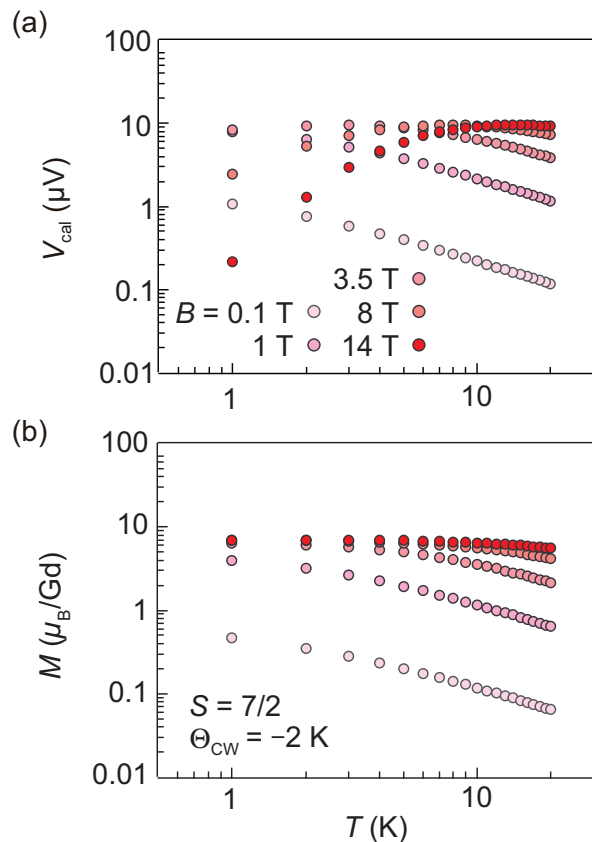 (a)
100
10
1
0.1
0.01
V_cal (µV)
3.5 T
B = 0.1 T
8 T
1 T
14 T
1
10
(b)
100
10
1
0.1
0.01
M (µ_B/Gd)
S = 7/2
Θ_CW = −2 K
1
10
T (K)